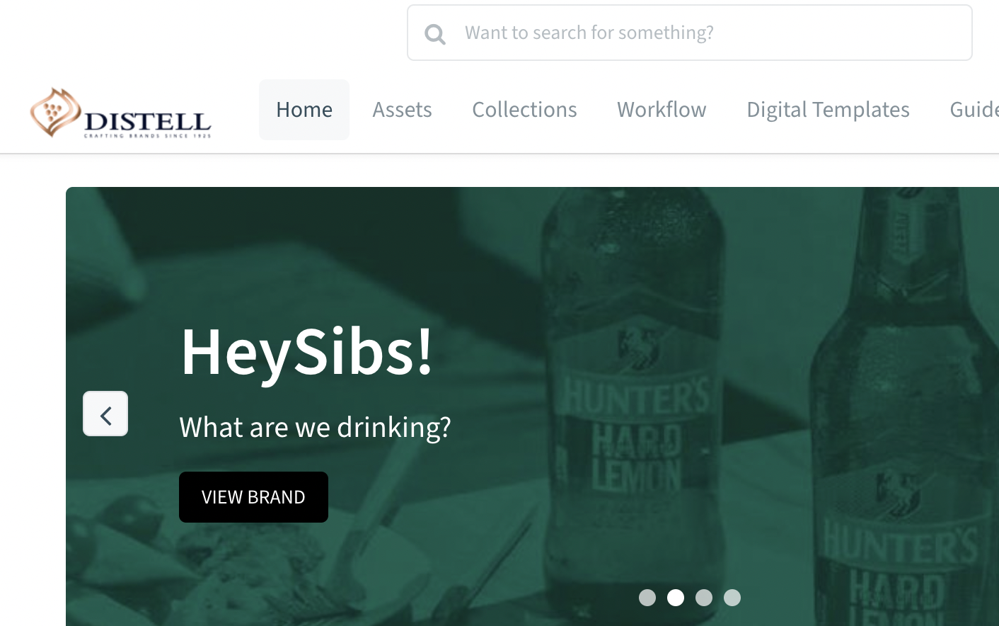 Want to search for something?
DISTELL
CRAFTING BRANDS SINCE 1925
Home
Assets
Collections
Workflow
Digital Templates
HeySibs!
What are we drinking?
VIEW BRAND
HUNTER'S
HARD
LEMON
HUNTER'S
HARD